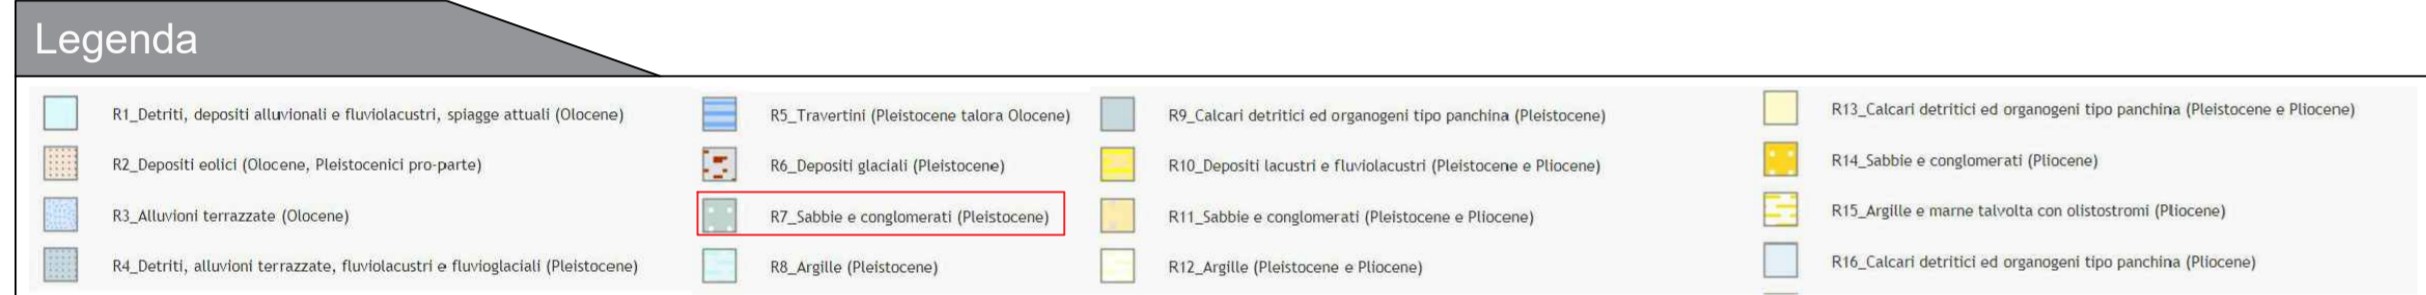 Legenda
R1_Detriti, depositi alluvionali e fluviolacustri, spiagge attuali (Olocene)
R2_Depositi eolici (Olocene, Pleistocenici pro-parte)
R3_Alluvioni terrazzate (Olocene)
R4_Detriti, alluvioni terrazzate, fluviolacustri e fluvioglaciali (Pleistocene)
R5_Travertini (Pleistocene talora Olocene)
R6_Depositi glaciali (Pleistocene)
R7_Sabbie e conglomerati (Pleistocene)
R8_Argille (Pleistocene)
R9_Calcari detritici ed organogeni tipo panchina (Pleistocene)
R10_Depositi lacustri e fluviolacustri (Pleistocene e Pliocene)
R11_Sabbie e conglomerati (Pleistocene e Pliocene)
R12_Argille (Pleistocene e Pliocene)
R13_Calcari detritici ed organogeni tipo panchina (Pleistocene e Pliocene)
R14_Sabbie e conglomerati (Pliocene)
R15_Argille e marne talvolta con olistostromi (Pliocene)
R16_Calcari detritici ed organogeni tipo panchina (Pliocene)